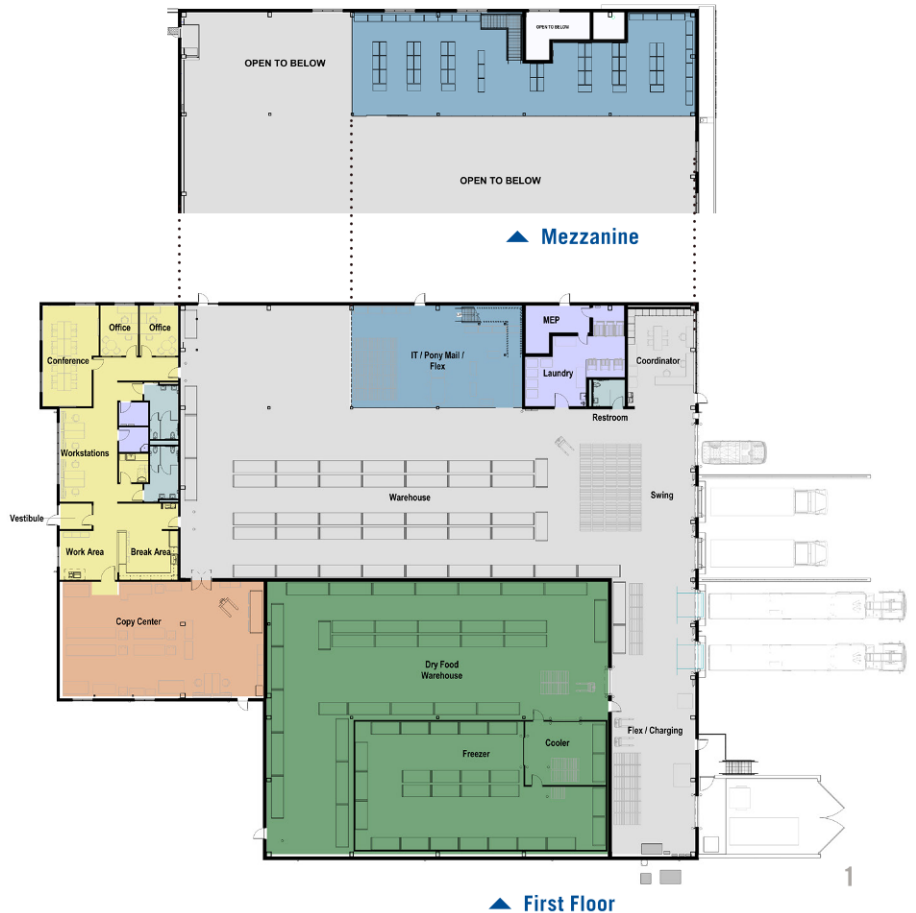 OPEN TO BELOW
OPEN TO BELOW
OPEN TO BELOW
▲ Mezzanine
Conference
Office
Office
IT / Pony Mail /
Flex
MEP
Laundry
Coordinator
Restroom
Workstations
Warehouse
Swing
Vestibule
Work Area
Break Area
Copy Center
Dry Food
Warehouse
Freezer
Cooler
Flex / Charging
1
▲ First Floor